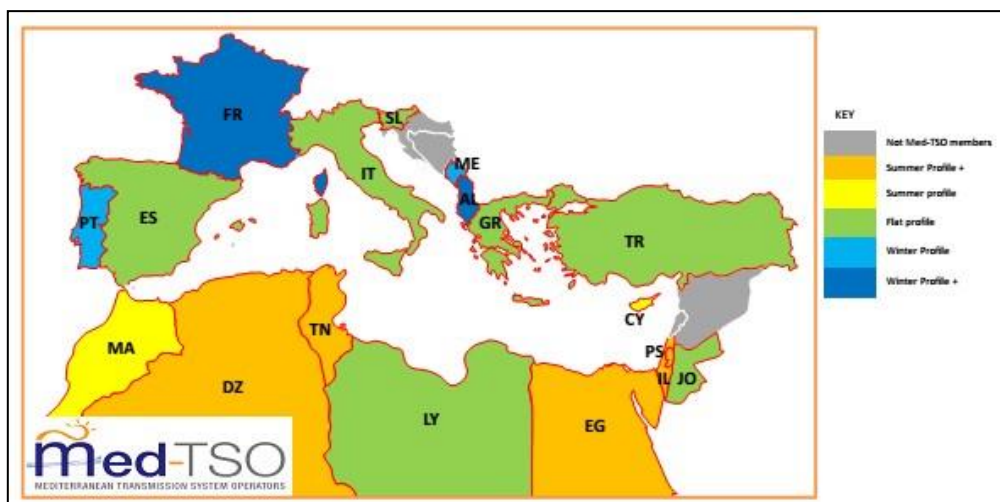 FR
SL
ME
IT
AL
PT
ES
GR
TR
CY
MA
TN
PS
IL
JO
DZ
LY
EG
KEY
Not Med-TSO members
Summer Profile +
Summer profile
Flat profile
Winter Profile
Winter Profile +
Med-TSO
MEDITERRANEAN TRANSMISSION SYSTEM OPERATORS